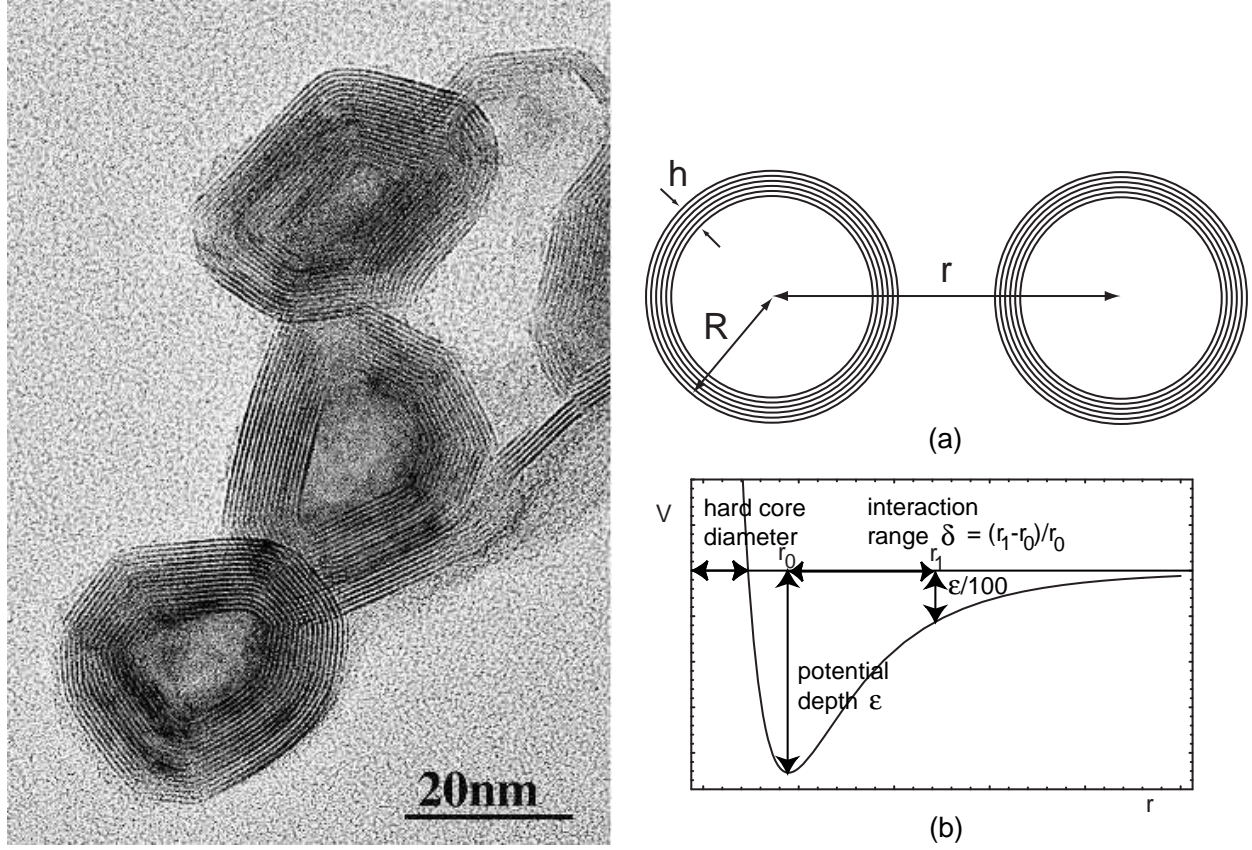 20nm
h
r
R
(a)
V
hard core
diameter
interaction
range δ = (r₁-r₀)/r₀
r₀
r₁
ε/100
potential
depth ε
r
(b)